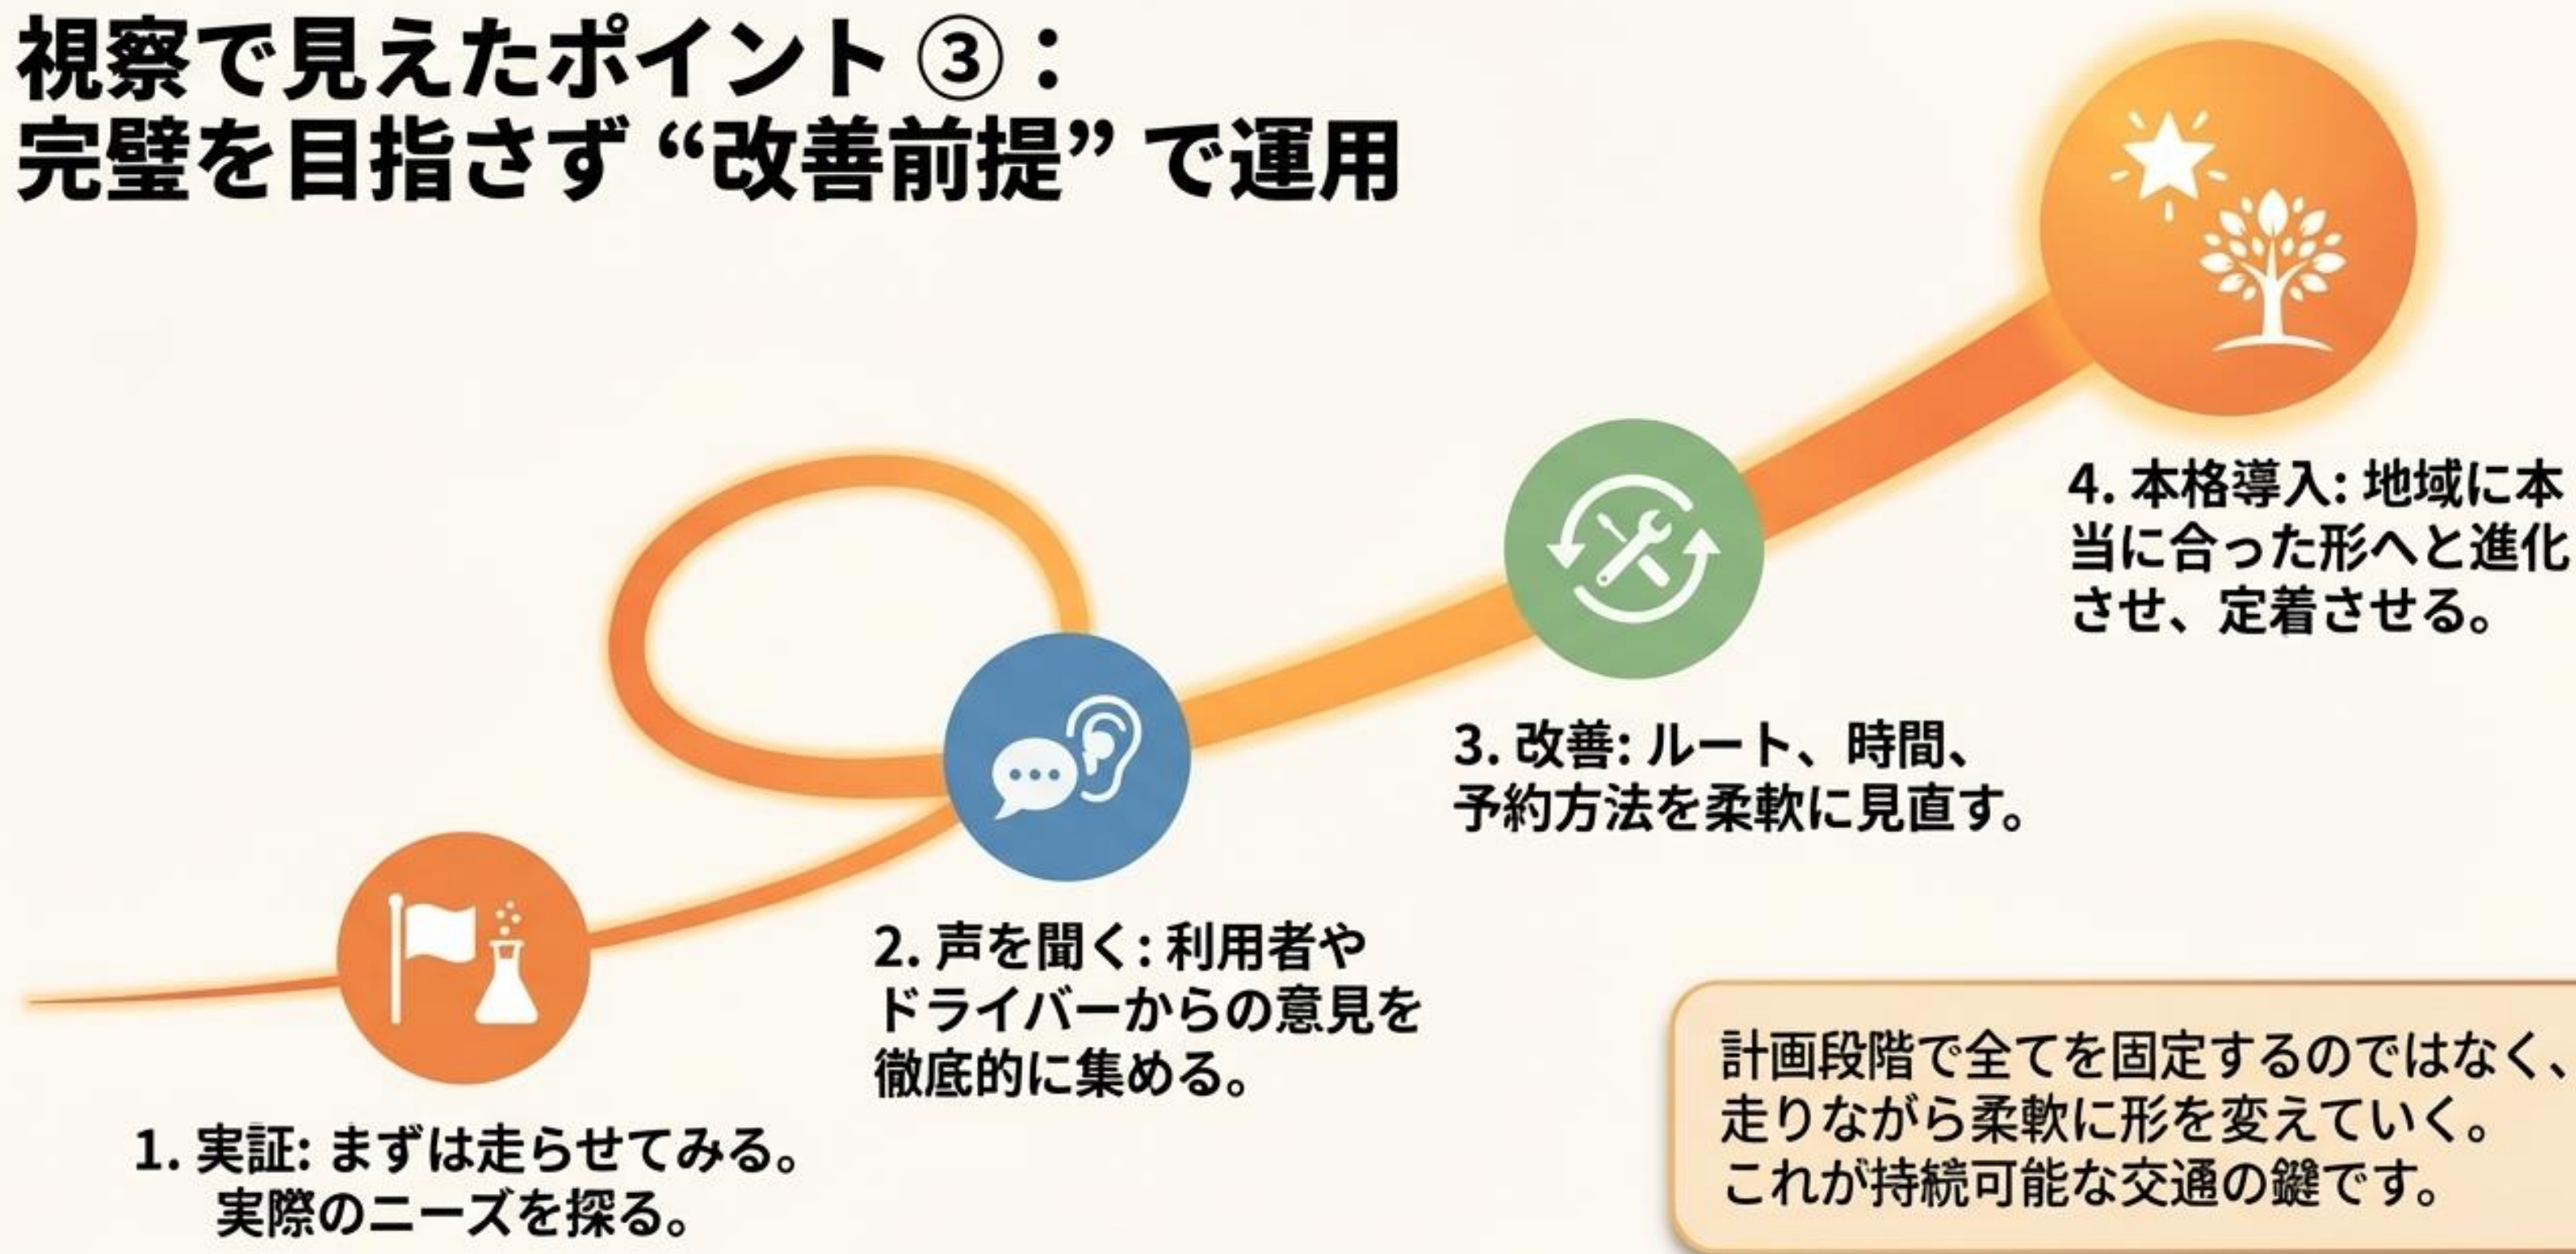 視察で見えたポイント ③：
完璧を目指さず “改善前提” で運用
4. 本格導入: 地域に本
当に合った形へと進化
させ、定着させる。
3. 改善: ルート、時間、
予約方法を柔軟に見直す。
2. 声を聞く: 利用者や
ドライバーからの意見を
徹底的に集める。
1. 実証: まずは走らせてみる。
実際のニーズを探る。
計画段階で全てを固定するのではなく、
走りながら柔軟に形を変えていく。
これが持続可能な交通の鍵です。